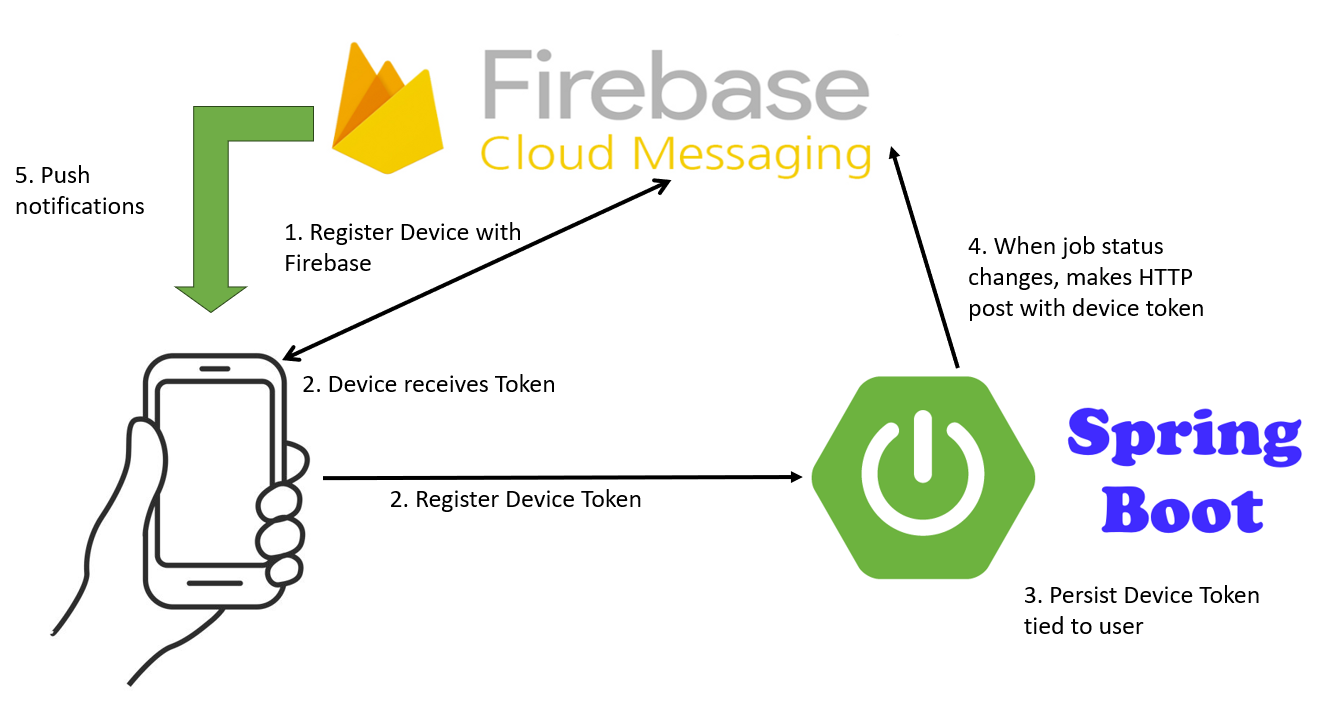 Firebase
Cloud Messaging
5. Push
notifications
1. Register Device with
Firebase
4. When job status
changes, makes HTTP
post with device token
2. Device receives Token
Spring
Boot
2. Register Device Token
3. Persist Device Token
tied to user